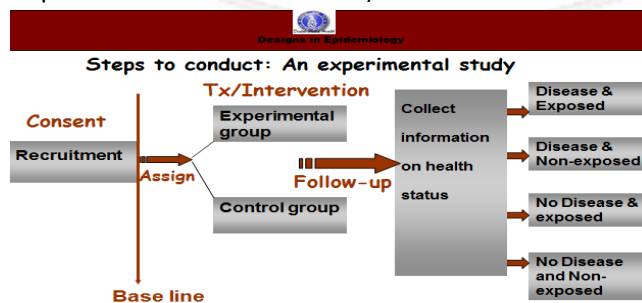 Designs in Epidemiology
Steps to conduct: An experimental study
Tx/Intervention
Consent
Recruitment
Assign
Experimental
group
Control group
Follow-up
Base line
Collect
information
on health
status
Disease &
Exposed
Disease &
Non-exposed
No Disease &
exposed
No Disease
and Non-
exposed